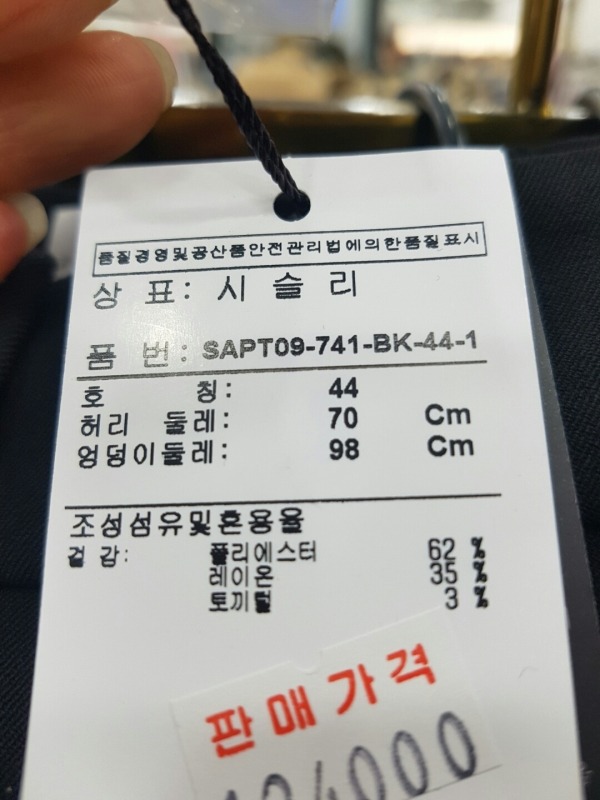 품질경영및공산품안전관리법에의한품질표시
상 표: 시 슬 리
품 번: SAPT09-741-BK-44-1
호 칭: 44
허리 둘레: 70 Cm
엉덩이둘레: 98 Cm
조성섬유및혼용율
겉 감: 폴리에스터 62 %
레이온 35 %
토끼털 3 %
판매가격